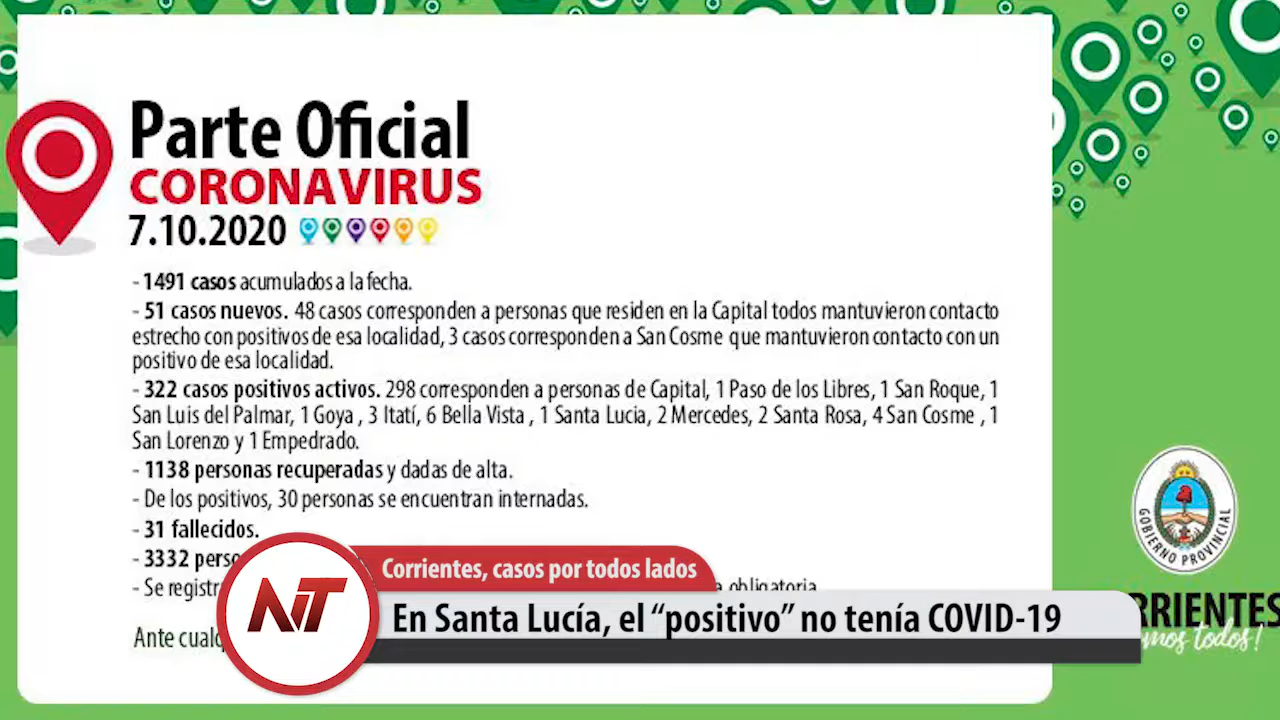 Parte Oficial
CORONAVIRUS
7.10.2020
- 1491 casos acumulados a la fecha.
- 51 casos nuevos. 48 casos corresponden a personas que residen en la Capital todos mantuvieron contacto
estrecho con positivos de esa localidad, 3 casos corresponden a San Cosme que mantuvieron contacto con un
positivo de esa localidad.
- 322 casos positivos activos. 298 corresponden a personas de Capital, 1 Paso de los Libres, 1 San Roque, 1
San Luis del Palmar, 1 Goya , 3 Itatí, 6 Bella Vista , 1 Santa Lucia, 2 Mercedes, 2 Santa Rosa, 4 San Cosme , 1
San Lorenzo y 1 Empedrado.
- 1138 personas recuperadas y dadas de alta.
- De los positivos, 30 personas se encuentran internadas.
- 31 fallecidos.
- 3332
- Se obligatoria
Ante
GOBIERNO PROVINCIAL
todos!
NT
Corrientes, casos por todos lados
En Santa Lucía, el “positivo” no tenía COVID-19